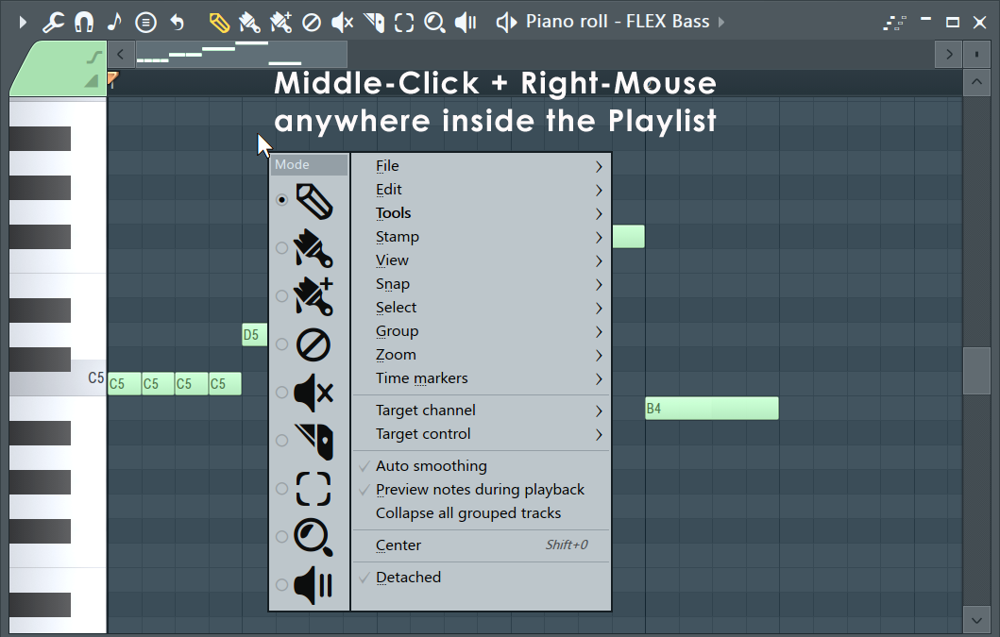 Piano roll - FLEX Bass
Middle-Click + Right-Mouse
anywhere inside the Playlist
Mode
File
Edit
Tools
Stamp
View
Snap
Select
Group
Zoom
Time markers
Target channel
Target control
Auto smoothing
Preview notes during playback
Collapse all grouped tracks
Center Shift+0
Detached
D5
C5
C5 C5 C5 C5
B4